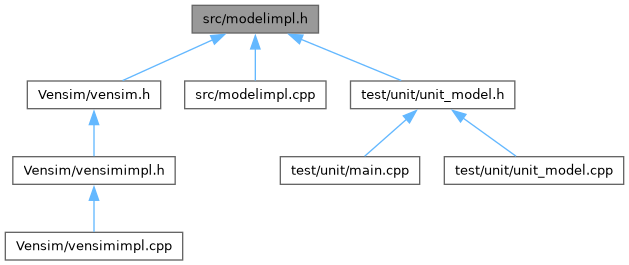 src/modelimpl.h
Vensim/vensim.h
src/modelimpl.cpp
test/unit/unit_model.h
Vensim/vensimimpl.h
test/unit/main.cpp
test/unit/unit_model.cpp
Vensim/vensimimpl.cpp